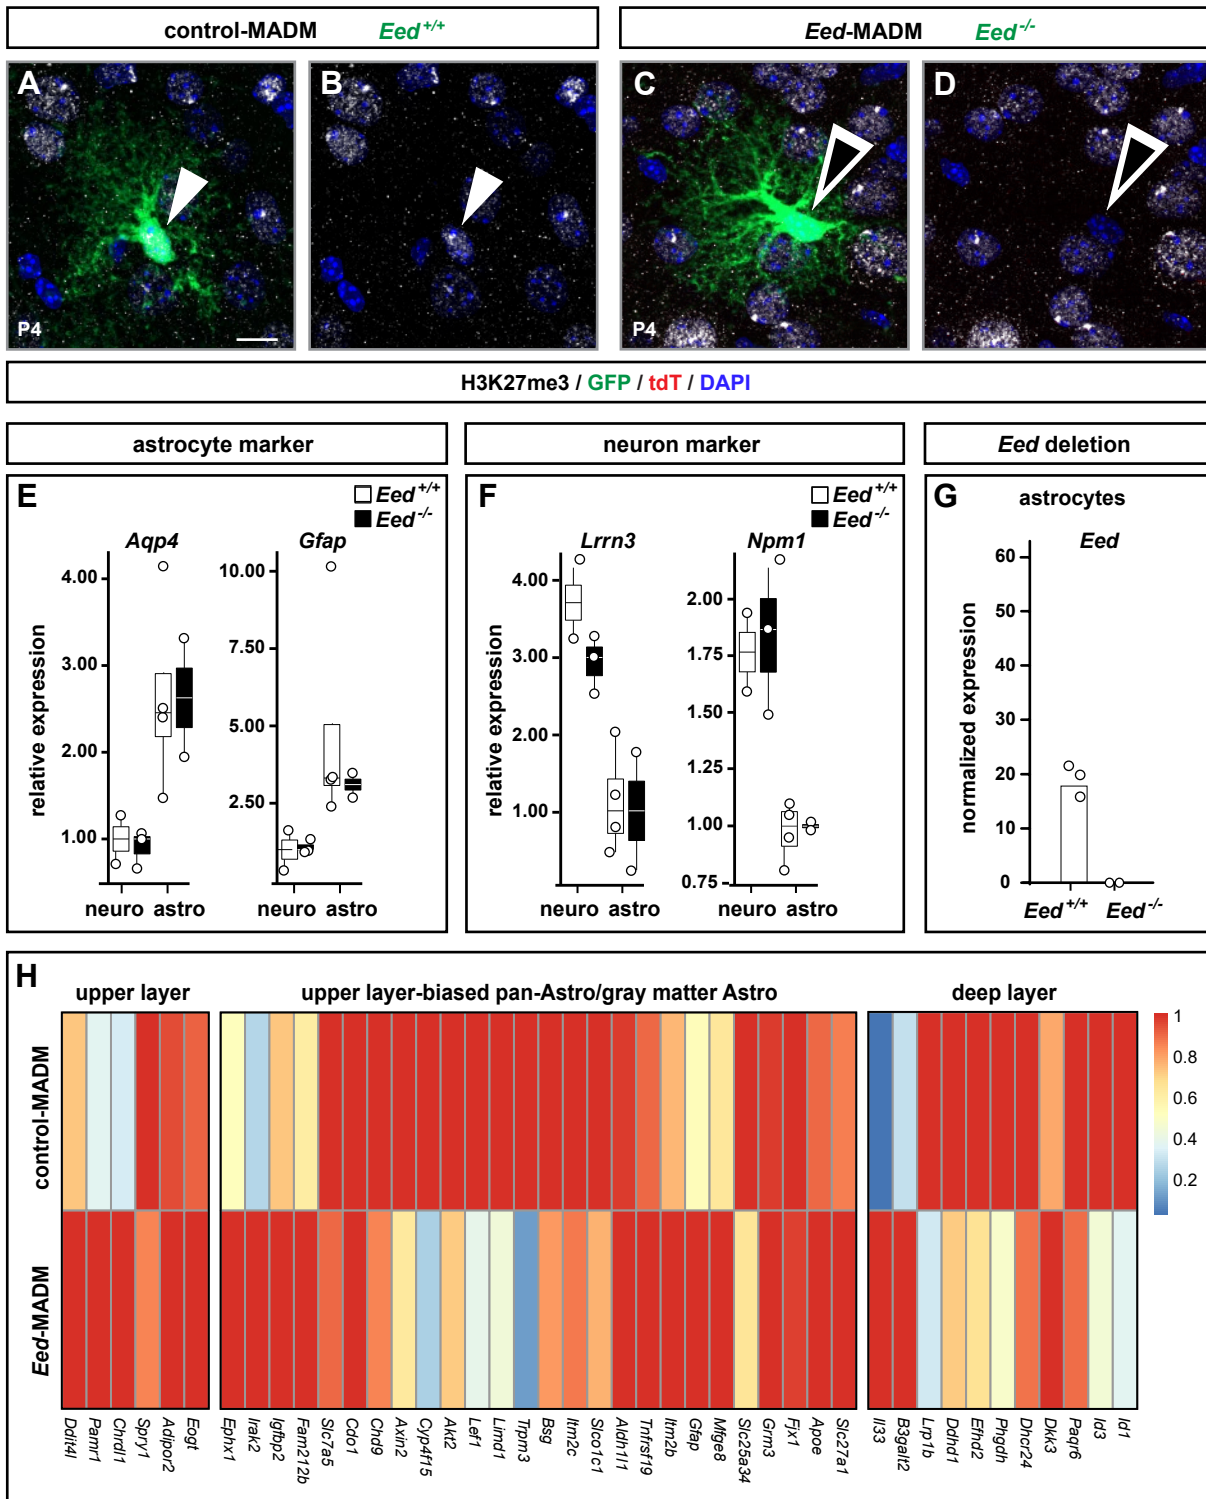 control-MADM Eed+/+
Eed-MADM Eed-/-
A
B
C
D
P4
P4
H3K27me3 / GFP / tdT / DAPI
astrocyte marker
neuron marker
Eed deletion
E
Eed+/+
Eed-/-
Aqp4
Gfap
relative expression
4.00
3.00
2.00
1.00
10.00
7.50
5.00
2.50
neuro astro
neuro astro
F
Eed+/+
Eed-/-
Lrrn3
Npm1
relative expression
4.00
3.00
2.00
1.00
2.00
1.75
1.50
1.25
1.00
0.75
neuro astro
neuro astro
G
astrocytes
Eed
normalized expression
60
50
40
30
20
10
0
Eed+/+ Eed-/-
H
upper layer
upper layer-biased pan-Astro/gray matter Astro
deep layer
control-MADM
Eed-MADM
1
0.8
0.6
0.4
0.2
Ddit4l
Pamr1
Chrdl1
Spry1
Adipor2
Eogt
Ephx1
Irak2
Igfbp2
Fam212b
Slc7a5
Cdo1
Chd9
Axin2
Cyp4f15
Akt2
Lef1
Limd1
Trpm3
Bsg
Itm2c
Slco1c1
Aldh1l1
Tnfrsf19
Itm2b
Gfap
Mfge8
Slc25a34
Grm3
Fjx1
Apoe
Slc27a1
Il33
B3galt2
Lrp1b
Ddhd1
Efhd2
Phgdh
Dhcr24
Dkk3
Paqr6
Id3
Id1